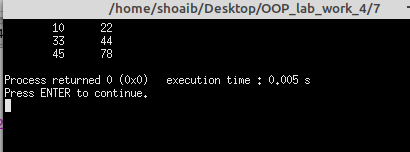 /home/shoaib/Desktop/OOP_lab_work_4/7
10 22
33 44
45 78
Process returned 0 (0x0) execution time : 0.005 s
Press ENTER to continue.